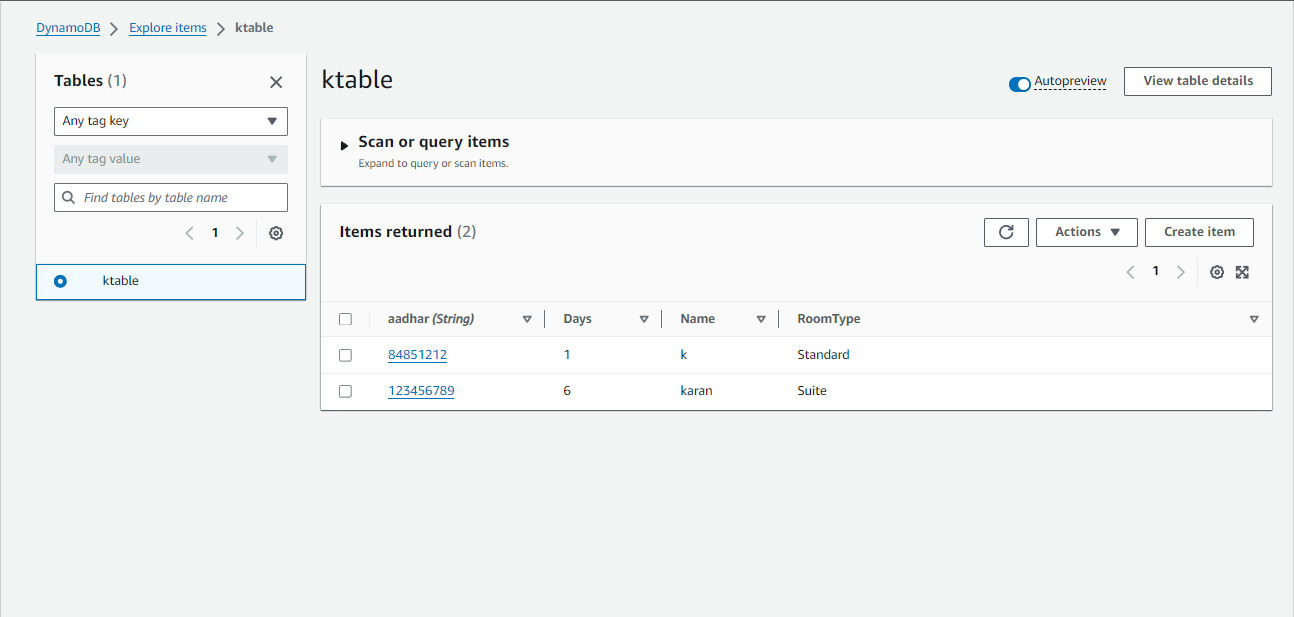 DynamoDB > Explore items > ktable
Tables (1)
Any tag key
Any tag value
Find tables by table name
1
ktable
ktable
Autopreview
View table details
Scan or query items
Expand to query or scan items.
Items returned (2)
Actions
Create item
1
aadhar (String) Days Name RoomType
84851212 1 k Standard
123456789 6 karan Suite